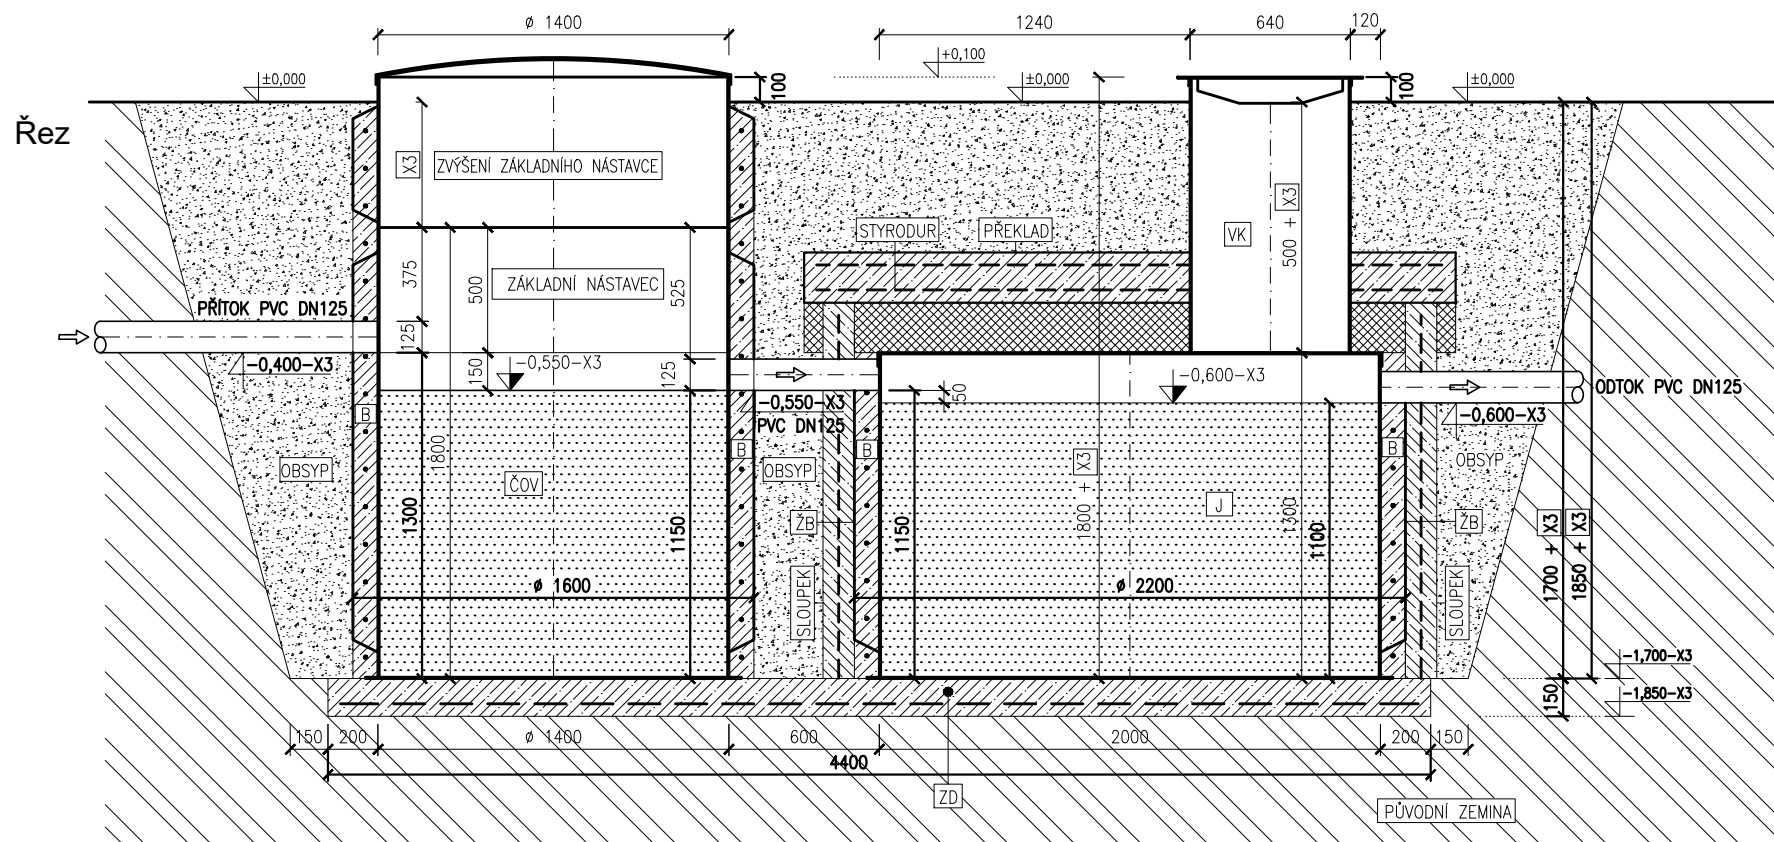 Řez
ø 1400
1240
640
120
±0,000
+0,100
±0,000
±0,000
100
100
X3
ZVÝŠENÍ ZÁKLADNÍHO NÁSTAVCE
STYRODUR
PŘEKLAD
VK
500 + X3
375
500
ZÁKLADNÍ NÁSTAVEC
525
PŘÍTOK PVC DN125
125
-0,400-X3
150
-0,550-X3
125
-0,550-X3
PVC DN125
50
-0,600-X3
ODTOK PVC DN125
-0,600-X3
B
B
B
B
OBSYP
1800
ČOV
OBSYP
1800 + X3
J
OBSYP
1300
1150
ŽB
1150
1300
1100
ŽB
1700 + X3
1850 + X3
ø 1600
SLOUPEK
ø 2200
SLOUPEK
-1,700-X3
150
-1,850-X3
150
200
ø 1400
600
2000
200
150
4400
ZD
PŮVODNÍ ZEMINA